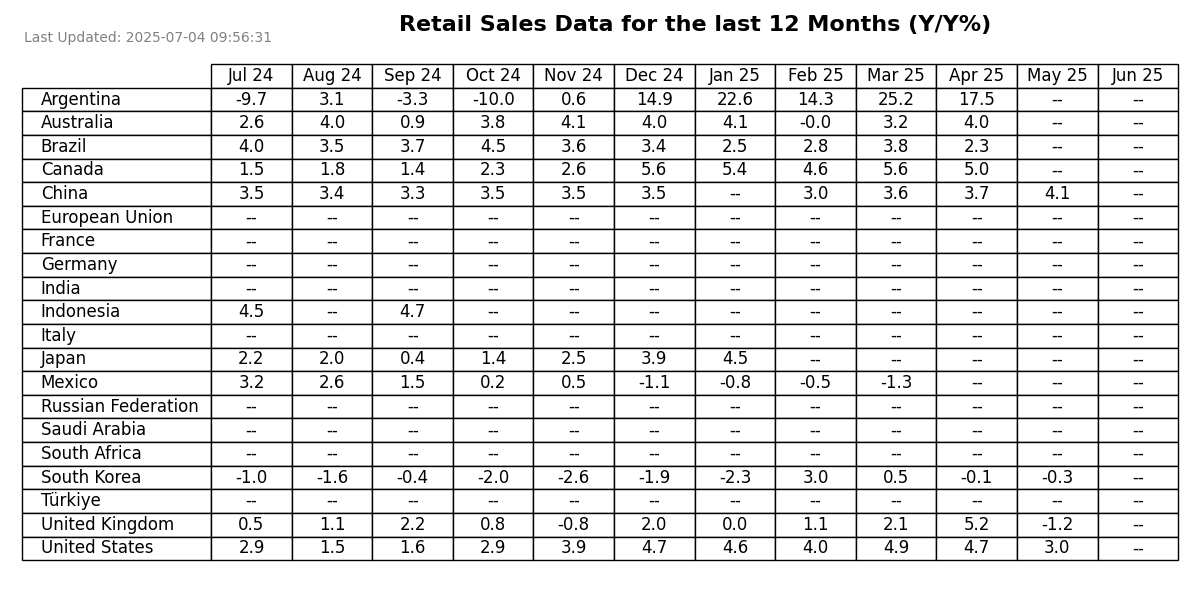 Retail Sales Data for the last 12 Months (Y/Y%)
Last Updated: 2025-07-04 09:56:31
Jul 24 Aug 24 Sep 24 Oct 24 Nov 24 Dec 24 Jan 25 Feb 25 Mar 25 Apr 25 May 25 Jun 25
Argentina -9.7 3.1 -3.3 -10.0 0.6 14.9 22.6 14.3 25.2 17.5 -- --
Australia 2.6 4.0 0.9 3.8 4.1 4.0 4.1 -0.0 3.2 4.0 -- --
Brazil 4.0 3.5 3.7 4.5 3.6 3.4 2.5 2.8 3.8 2.3 -- --
Canada 1.5 1.8 1.4 2.3 2.6 5.6 5.4 4.6 5.6 5.0 -- --
China 3.5 3.4 3.3 3.5 3.5 3.5 -- 3.0 3.6 3.7 4.1 --
European Union -- -- -- -- -- -- -- -- -- -- -- --
France -- -- -- -- -- -- -- -- -- -- -- --
Germany -- -- -- -- -- -- -- -- -- -- -- --
India -- -- -- -- -- -- -- -- -- -- -- --
Indonesia 4.5 -- 4.7 -- -- -- -- -- -- -- -- --
Italy -- -- -- -- -- -- -- -- -- -- -- --
Japan 2.2 2.0 0.4 1.4 2.5 3.9 4.5 -- -- -- -- --
Mexico 3.2 2.6 1.5 0.2 0.5 -1.1 -0.8 -0.5 -1.3 -- -- --
Russian Federation -- -- -- -- -- -- -- -- -- -- -- --
Saudi Arabia -- -- -- -- -- -- -- -- -- -- -- --
South Africa -- -- -- -- -- -- -- -- -- -- -- --
South Korea -1.0 -1.6 -0.4 -2.0 -2.6 -1.9 -2.3 3.0 0.5 -0.1 -0.3 --
Türkiye -- -- -- -- -- -- -- -- -- -- -- --
United Kingdom 0.5 1.1 2.2 0.8 -0.8 2.0 0.0 1.1 2.1 5.2 -1.2 --
United States 2.9 1.5 1.6 2.9 3.9 4.7 4.6 4.0 4.9 4.7 3.0 --